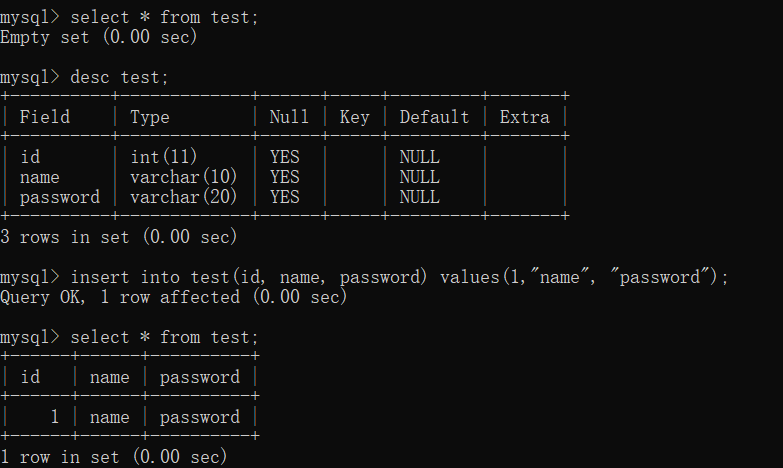 mysql> select * from test;
Empty set (0.00 sec)
mysql> desc test;
+----------+-------------+------+-----+---------+-------+
| Field | Type | Null | Key | Default | Extra |
+----------+-------------+------+-----+---------+-------+
| id | int(11) | YES | | NULL | |
| name | varchar(10) | YES | | NULL | |
| password | varchar(20) | YES | | NULL | |
+----------+-------------+------+-----+---------+-------+
3 rows in set (0.00 sec)
mysql> insert into test(id, name, password) values(1,"name", "password");
Query OK, 1 row affected (0.00 sec)
mysql> select * from test;
+------+------+----------+
| id | name | password |
+------+------+----------+
| 1 | name | password |
+------+------+----------+
1 row in set (0.00 sec)